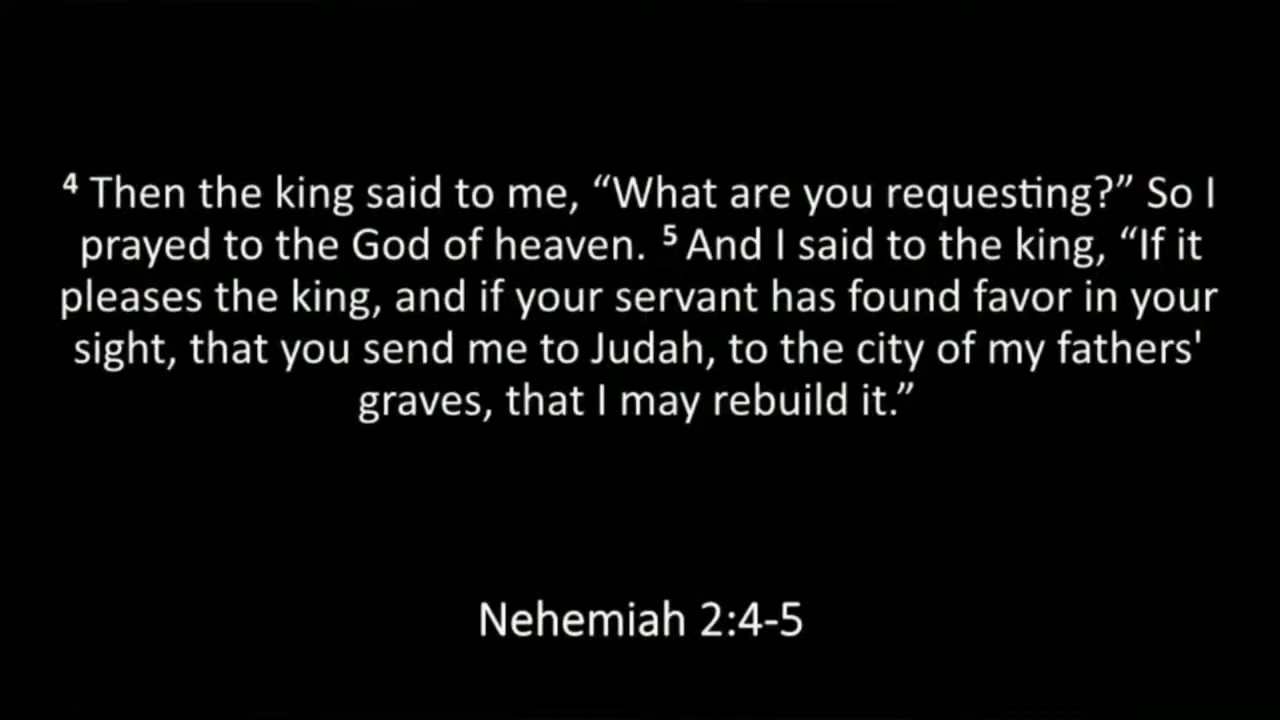 ⁴ Then the king said to me, “What are you requesting?” So I
prayed to the God of heaven. ⁵ And I said to the king, “If it
pleases the king, and if your servant has found favor in your
sight, that you send me to Judah, to the city of my fathers'
graves, that I may rebuild it.”
Nehemiah 2:4-5